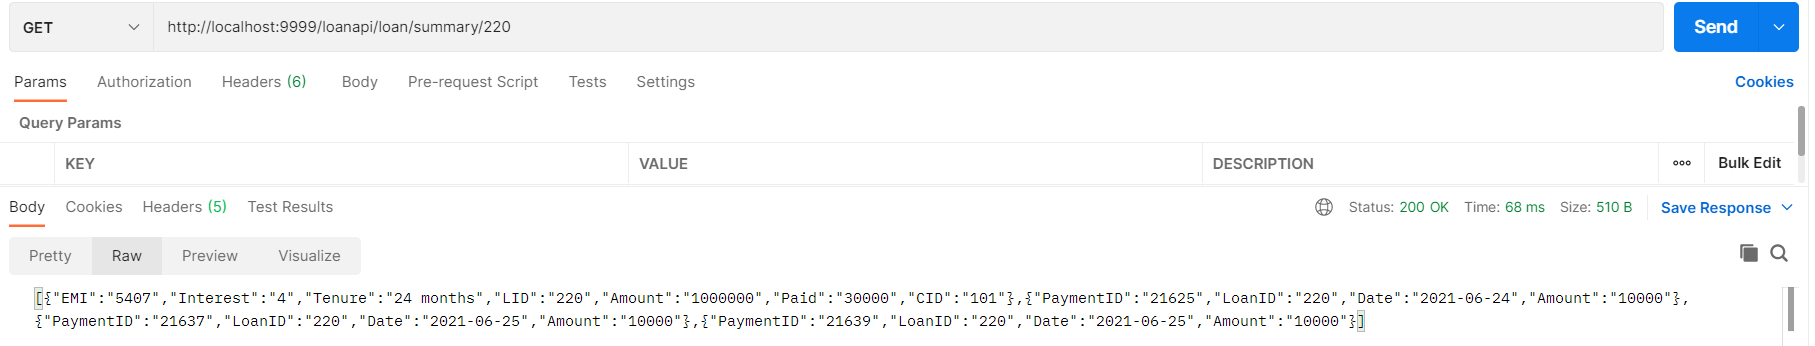 GET http://localhost:9999/loanapi/loan/summary/220 Send
Params Authorization Headers (6) Body Pre-request Script Tests Settings Cookies
Query Params
KEY VALUE DESCRIPTION ooo Bulk Edit
Body Cookies Headers (5) Test Results Status: 200 OK Time: 68 ms Size: 510 B Save Response
Pretty Raw Preview Visualize
[{"EMI":"5407","Interest":"4","Tenure":"24 months","LID":"220","Amount":"1000000","Paid":"30000","CID":"101"},{"PaymentID":"21625","LoanID":"220","Date":"2021-06-24","Amount":"10000"},
{"PaymentID":"21637","LoanID":"220","Date":"2021-06-25","Amount":"10000"},{"PaymentID":"21639","LoanID":"220","Date":"2021-06-25","Amount":"10000"}]